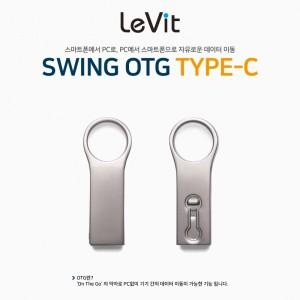 LeVit
스마트폰에서 PC로, PC에서 스마트폰으로 자유로운 데이터 이동
SWING OTG TYPE-C
> OTG란?
'On The Go' 의 약어로 PC없이 기기 간의 데이터 이동이 가능한 기능 입니다.